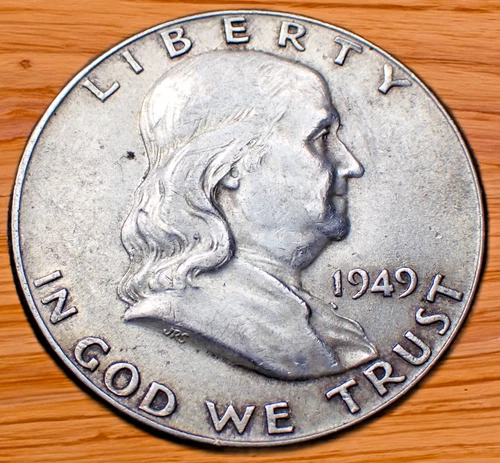 LIBERTY
1949
JRS
IN GOD WE TRUST